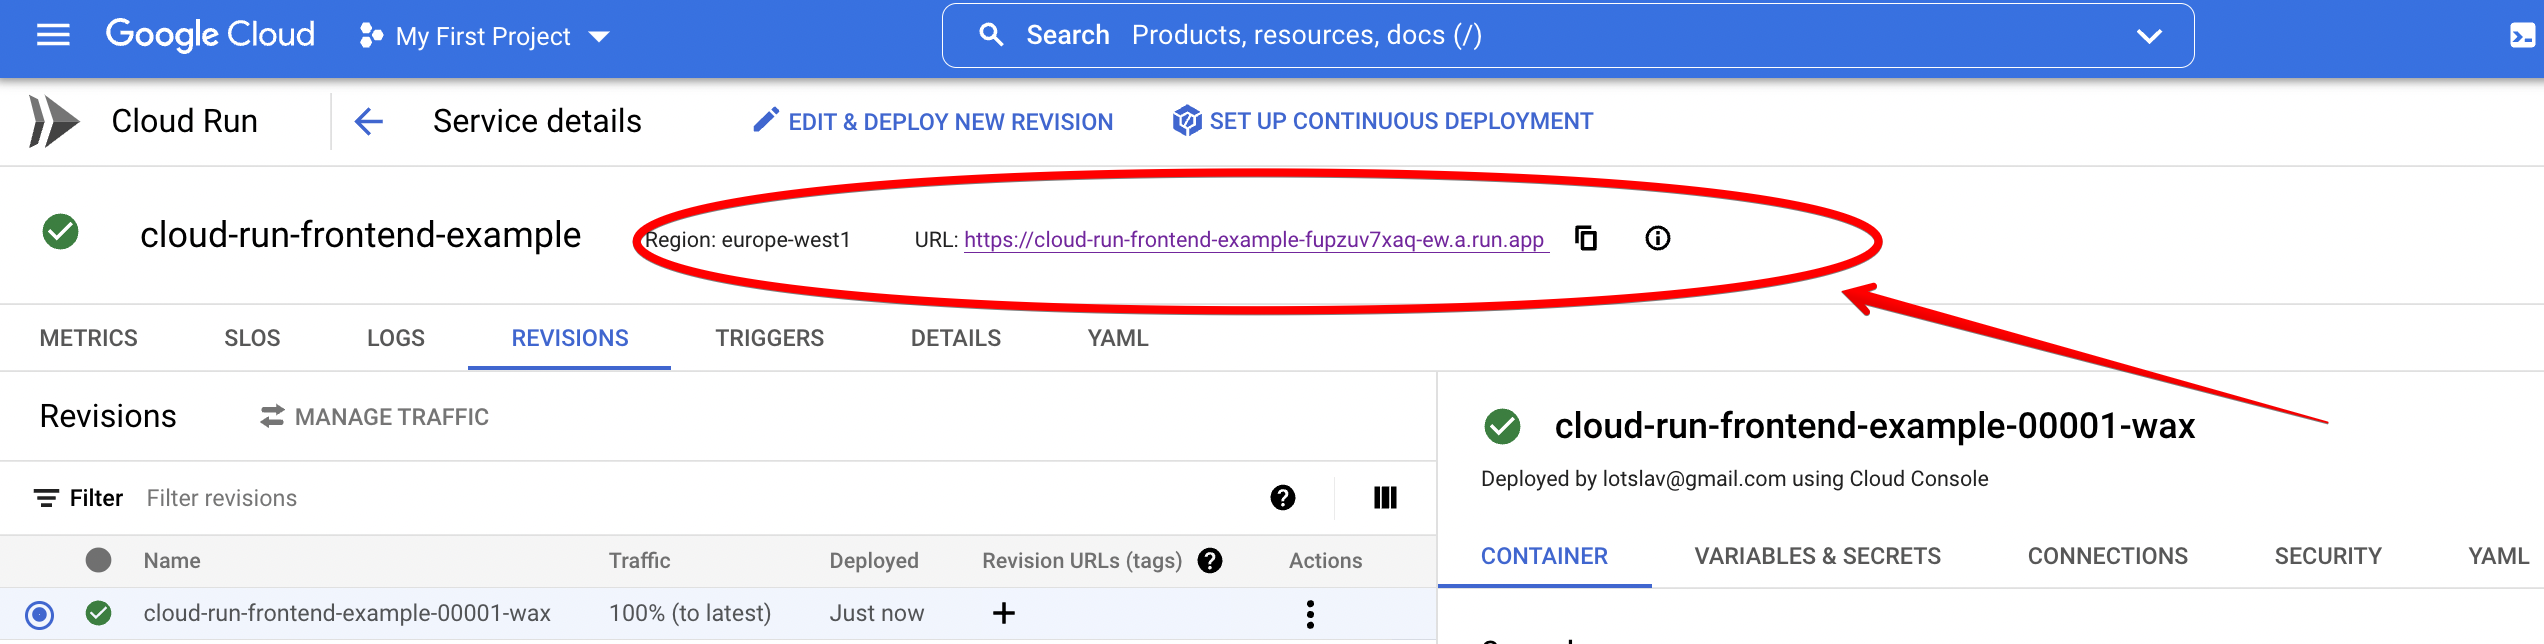 Google Cloud My First Project Search Products, resources, docs (/)
Cloud Run Service details EDIT & DEPLOY NEW REVISION SET UP CONTINUOUS DEPLOYMENT
cloud-run-frontend-example Region: europe-west1 URL: https://cloud-run-frontend-example-fupzuv7xaq-ew.a.run.app
METRICS SLOS LOGS REVISIONS TRIGGERS DETAILS YAML
Revisions MANAGE TRAFFIC
Filter Filter revisions
Name Traffic Deployed Revision URLs (tags) Actions
cloud-run-frontend-example-00001-wax 100% (to latest) Just now
cloud-run-frontend-example-00001-wax
Deployed by lotslav@gmail.com using Cloud Console
CONTAINER VARIABLES & SECRETS CONNECTIONS SECURITY YAML